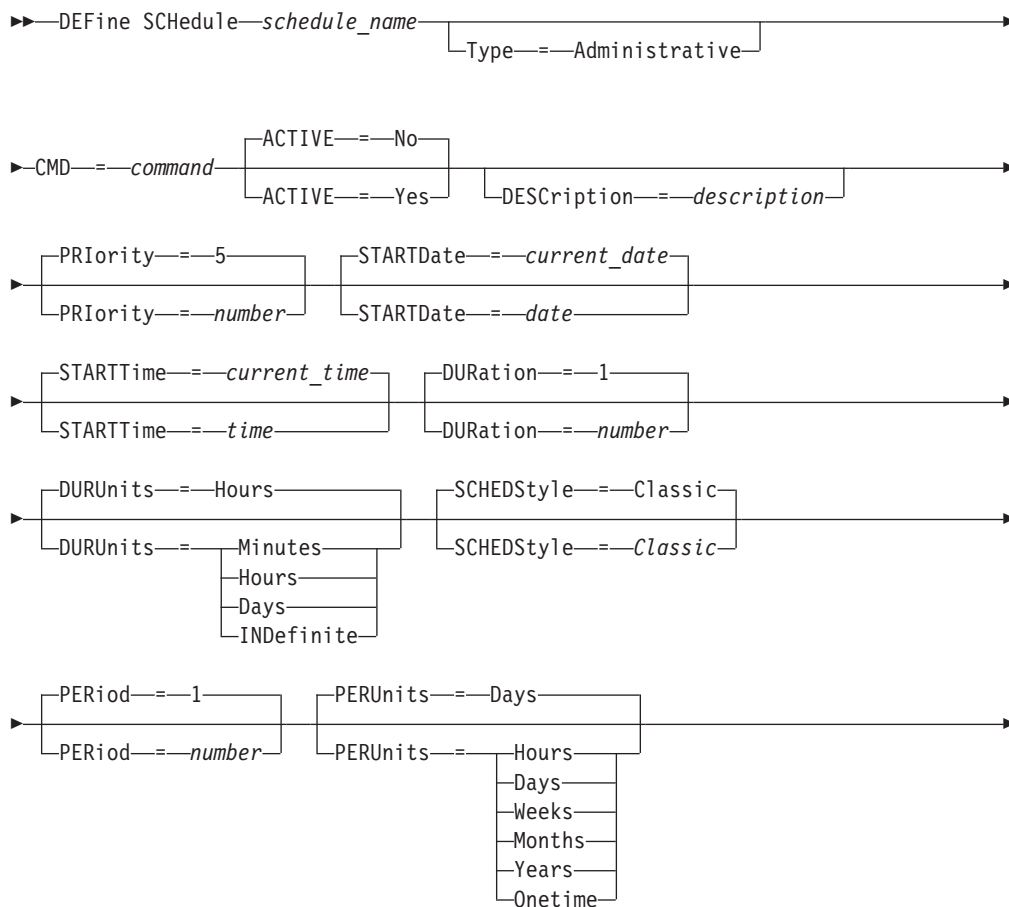 DEFine SCHedule schedule_name
Type = Administrative
CMD = command
ACTIVE = No
ACTIVE = Yes
DESCription = description
PRIority = 5
PRIority = number
STARTDate = current_date
STARTDate = date
STARTTime = current_time
STARTTime = time
DURation = 1
DURation = number
DURUnits = Hours
DURUnits = Minutes
Hours
Days
INDefinite
SCHEDStyle = Classic
SCHEDStyle = Classic
PERiod = 1
PERiod = number
PERUnits = Days
PERUnits = Hours
Days
Weeks
Months
Years
Onetime